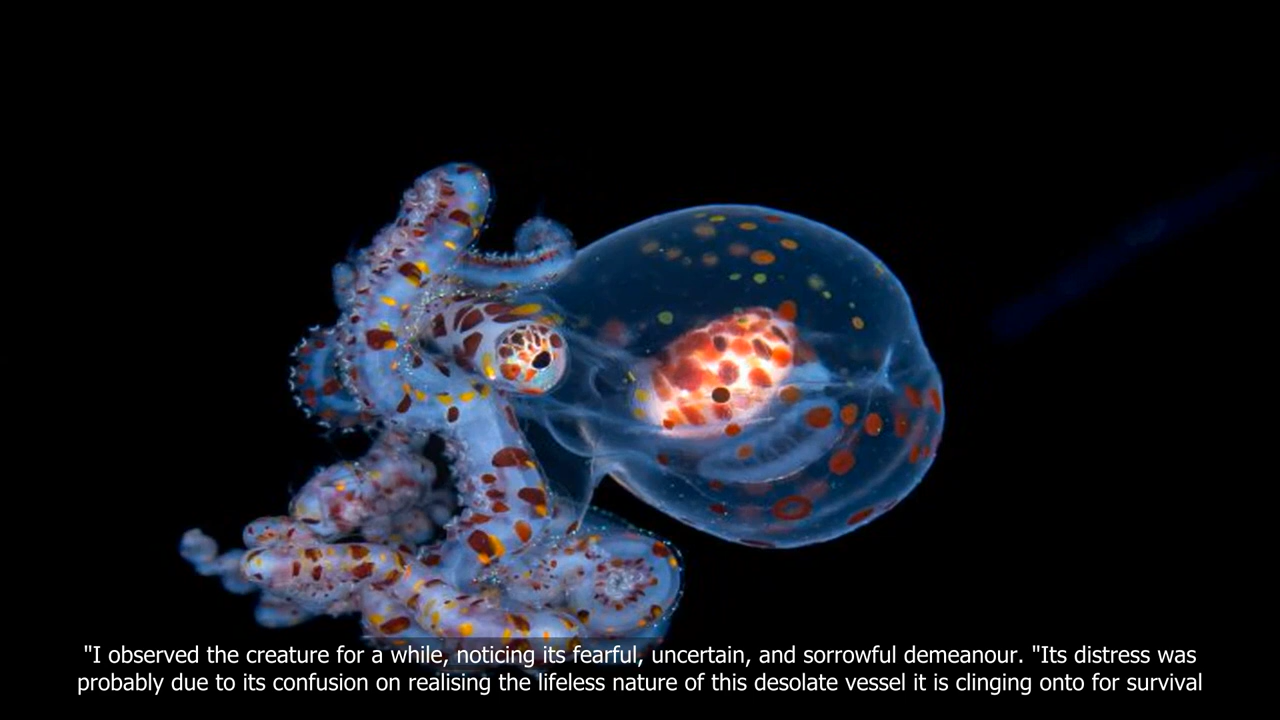 "I observed the creature for a while, noticing its fearful, uncertain, and sorrowful demeanour. "Its distress was
probably due to its confusion on realising the lifeless nature of this desolate vessel it is clinging onto for survival